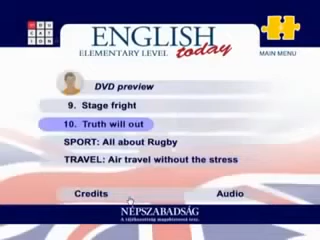 ENGLISH
today
ELEMENTARY LEVEL
MAIN MENU
DVD preview
9. Stage fright
10. Truth will out
SPORT: All about Rugby
TRAVEL: Air travel without the stress
Credits
Audio
NÉPSZABADSÁG